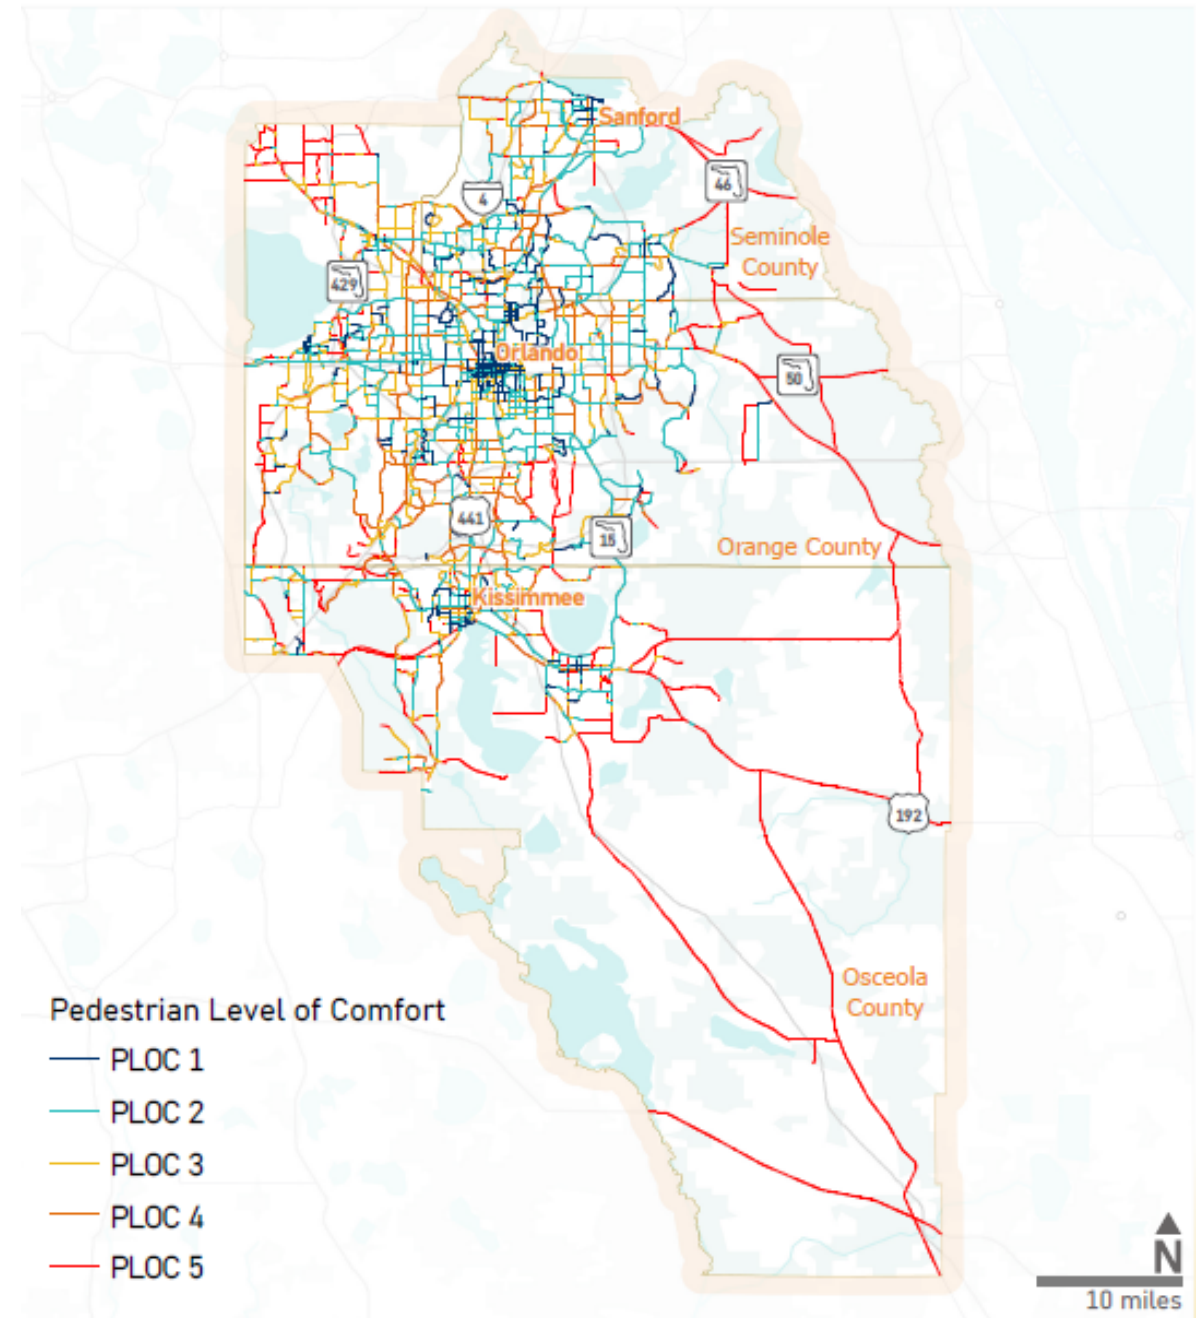 Sanford
46
4
Seminole
County
429
Orlando
50
441
15
Orange County
Kissimmee
192
Osceola
County
Pedestrian Level of Comfort
PLOC 1
PLOC 2
PLOC 3
PLOC 4
PLOC 5
N
10 miles